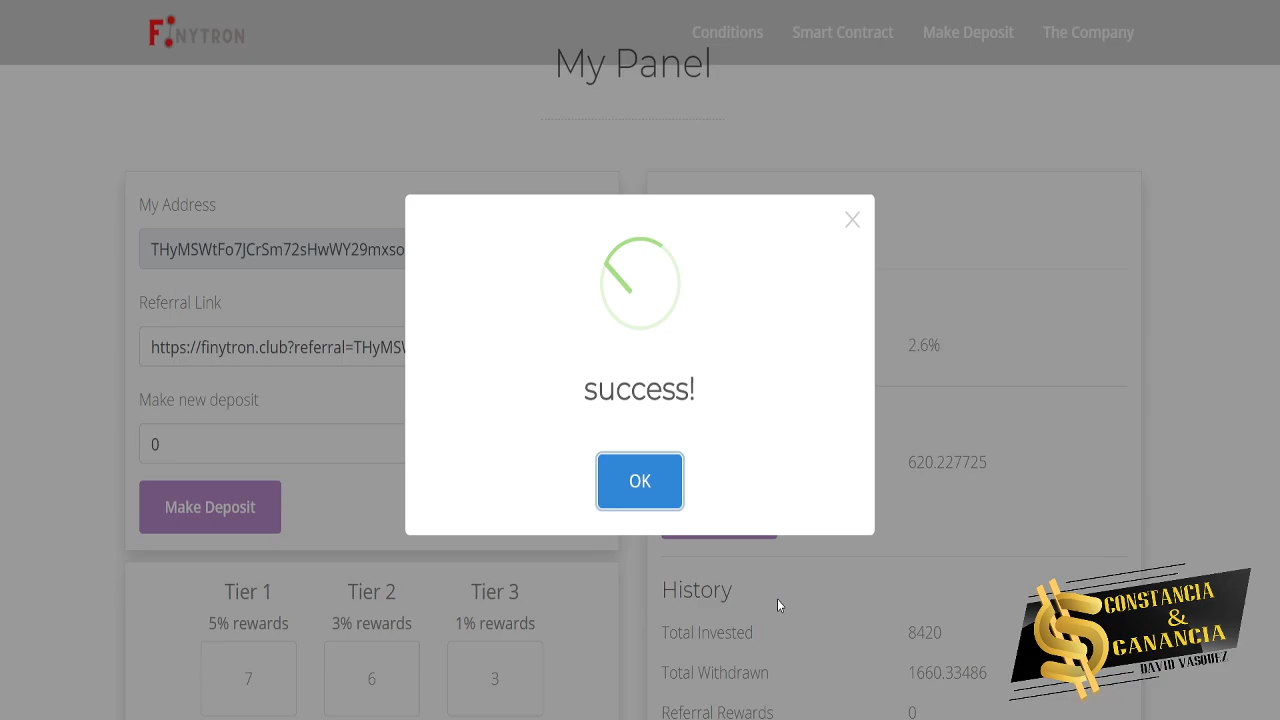 FINYTRON
Conditions
Smart Contract
Make Deposit
The Company
My Panel
My Address
THyMSWtFo7JCrSm72sHwWY29mxso
Referral Link
https://finytron.club?referral=THyMSW
Make new deposit
0
Make Deposit
success!
OK
2.6%
620.227725
Tier 1
Tier 2
Tier 3
5% rewards
3% rewards
1% rewards
7
6
3
History
Total Invested
8420
Total Withdrawn
1660.33486
Referral Rewards
0
CONSTANCIA
&
GANANCIA
DAVID VASQUEZ